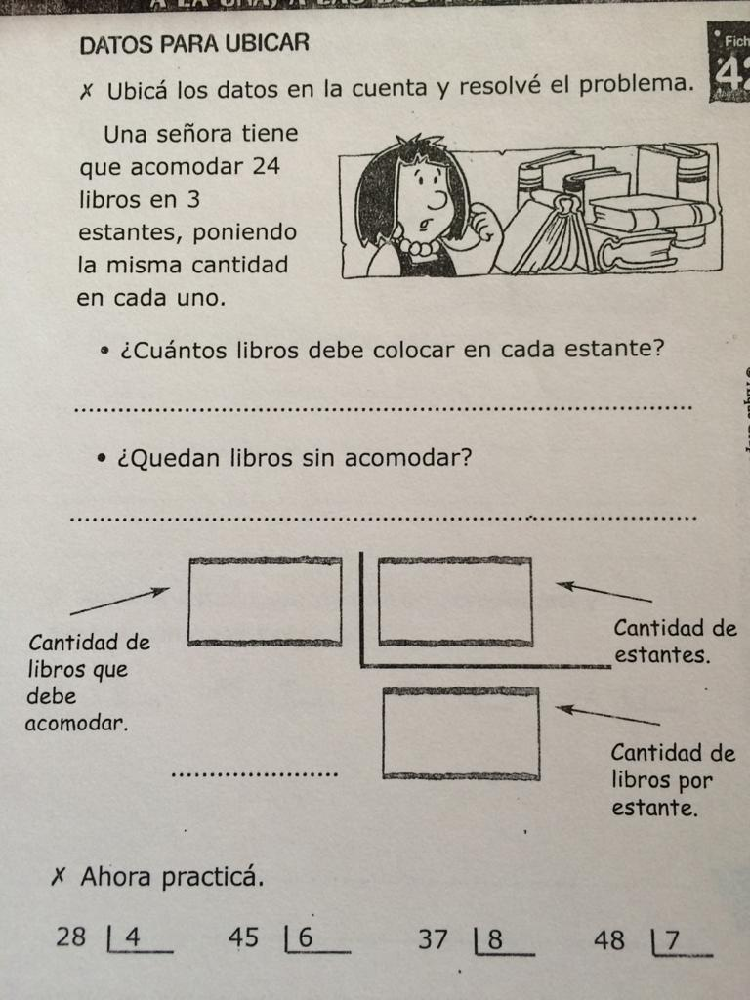 DATOS PARA UBICAR
✗ Ubicá los datos en la cuenta y resolvé el problema.
Una señora tiene
que acomodar 24
libros en 3
estantes, poniendo
la misma cantidad
en cada uno.
• ¿Cuántos libros debe colocar en cada estante?
• ¿Quedan libros sin acomodar?
Cantidad de
libros que
debe
acomodar.
Cantidad de
estantes.
Cantidad de
libros por
estante.
✗ Ahora practicá.
28 4 45 6 37 8 48 7